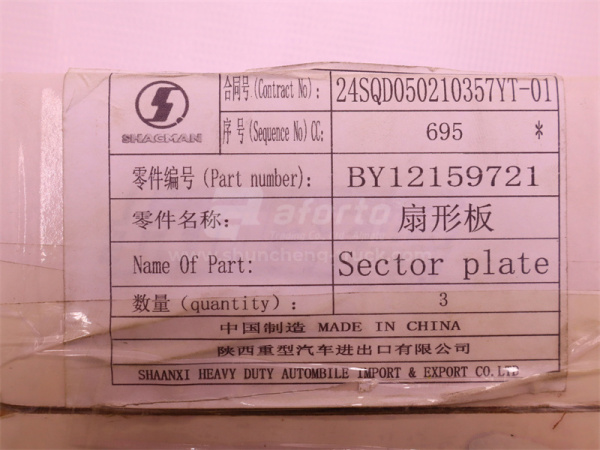 合同号(Contract No): 24SQD050210357YT-01
SHACMAN
序号(Sequence No)CC: 695 *
零件编号(Part number): BY12159721
零件名称: 扇形板
aforto
Name Of Part: Sector plate
数量(quantity): 3
中国制造 MADE IN CHINA
陕西重型汽车进出口有限公司
SHAANXI HEAVY DUTY AUTOMBILE IMPORT & EXPORT CO.LTD